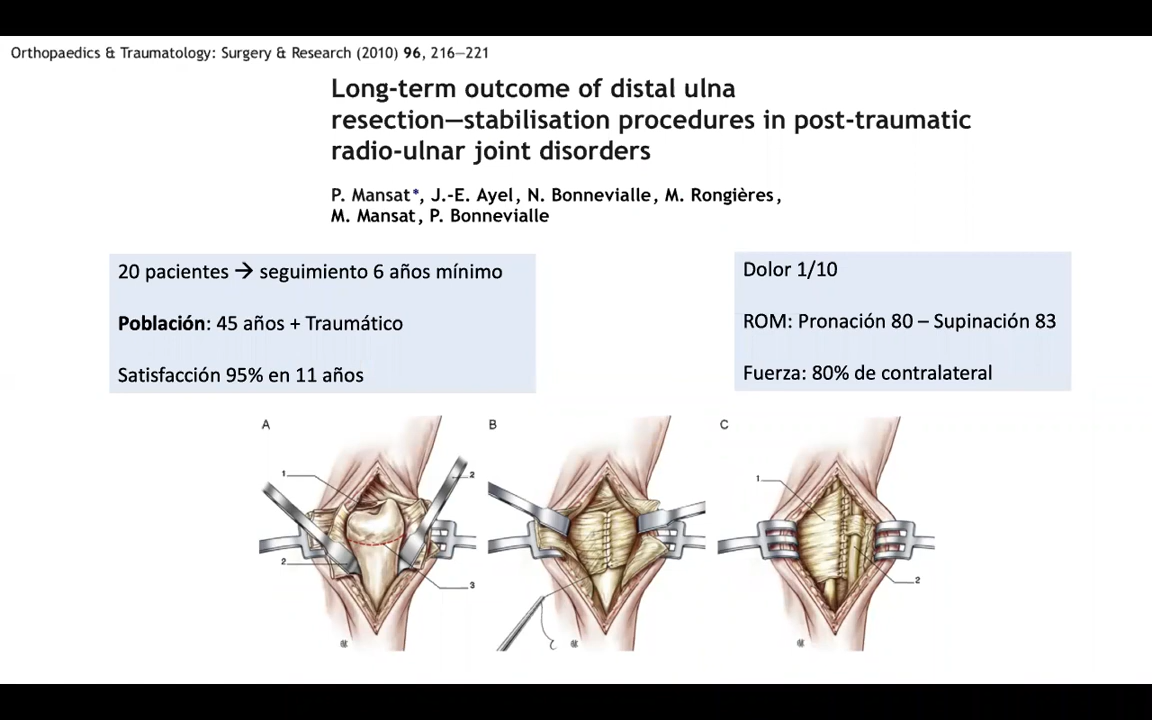 Orthopaedics & Traumatology: Surgery & Research (2010) 96, 216—221
Long-term outcome of distal ulna
resection—stabilisation procedures in post-traumatic
radio-ulnar joint disorders
P. Mansat*, J.-E. Ayel, N. Bonnevialle, M. Rongières,
M. Mansat, P. Bonnevialle
20 pacientes → seguimiento 6 años mínimo
Población: 45 años + Traumático
Satisfacción 95% en 11 años
Dolor 1/10
ROM: Pronación 80 – Supinación 83
Fuerza: 80% de contralateral
A
1
2
2
3
B
C
1
2